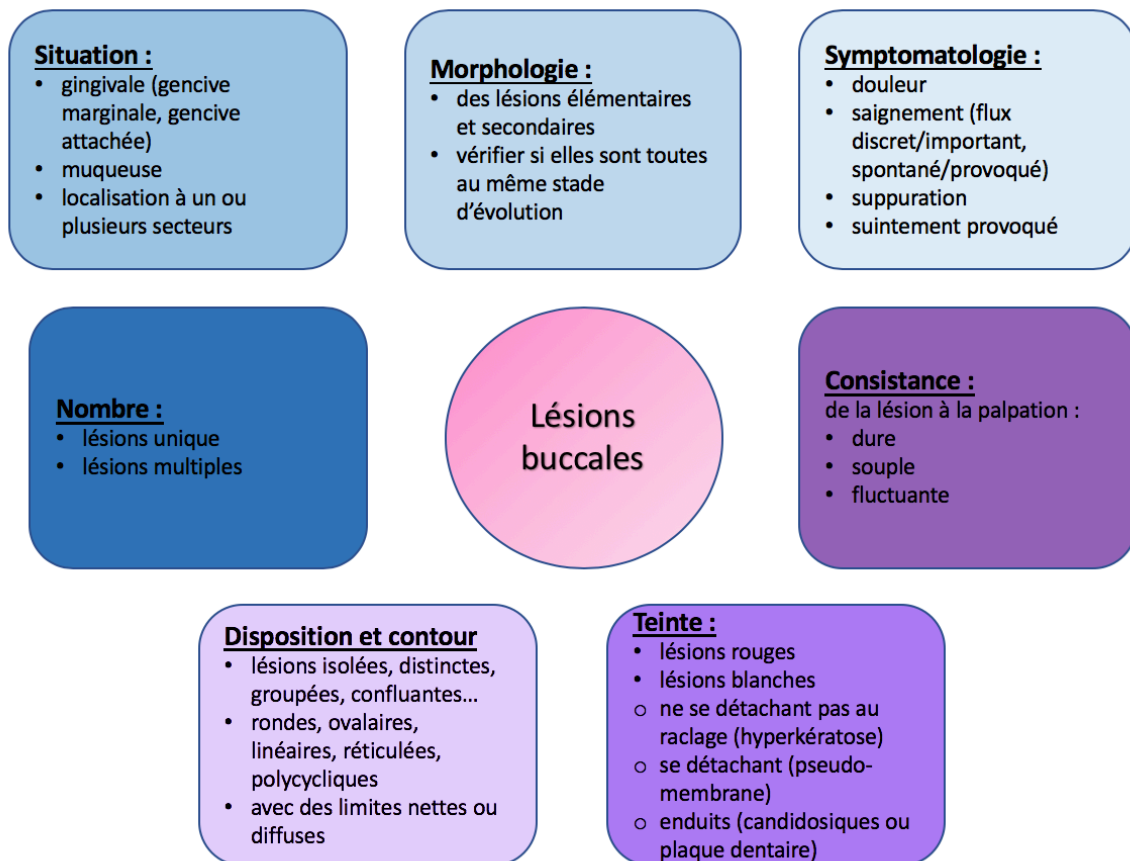 Situation :
• gingivale (gencive
marginale, gencive
attachée)
• muqueuse
• localisation à un ou
plusieurs secteurs
Morphologie :
• des lésions élémentaires
et secondaires
• vérifier si elles sont toutes
au même stade
d’évolution
Symptomatologie :
• douleur
• saignement (flux
discret/important,
spontané/provoqué)
• suppuration
• suintement provoqué
Nombre :
• lésions unique
• lésions multiples
Lésions
buccales
Consistance :
de la lésion à la palpation :
• dure
• souple
• fluctuante
Disposition et contour
• lésions isolées, distinctes,
groupées, confluantes…
• rondes, ovalaires,
linéaires, réticulées,
polycycliques
• avec des limites nettes ou
diffuses
Teinte :
• lésions rouges
• lésions blanches
o ne se détachant pas au
raclage (hyperkératose)
o se détachant (pseudo-
membrane)
o enduits (candidosiques ou
plaque dentaire)